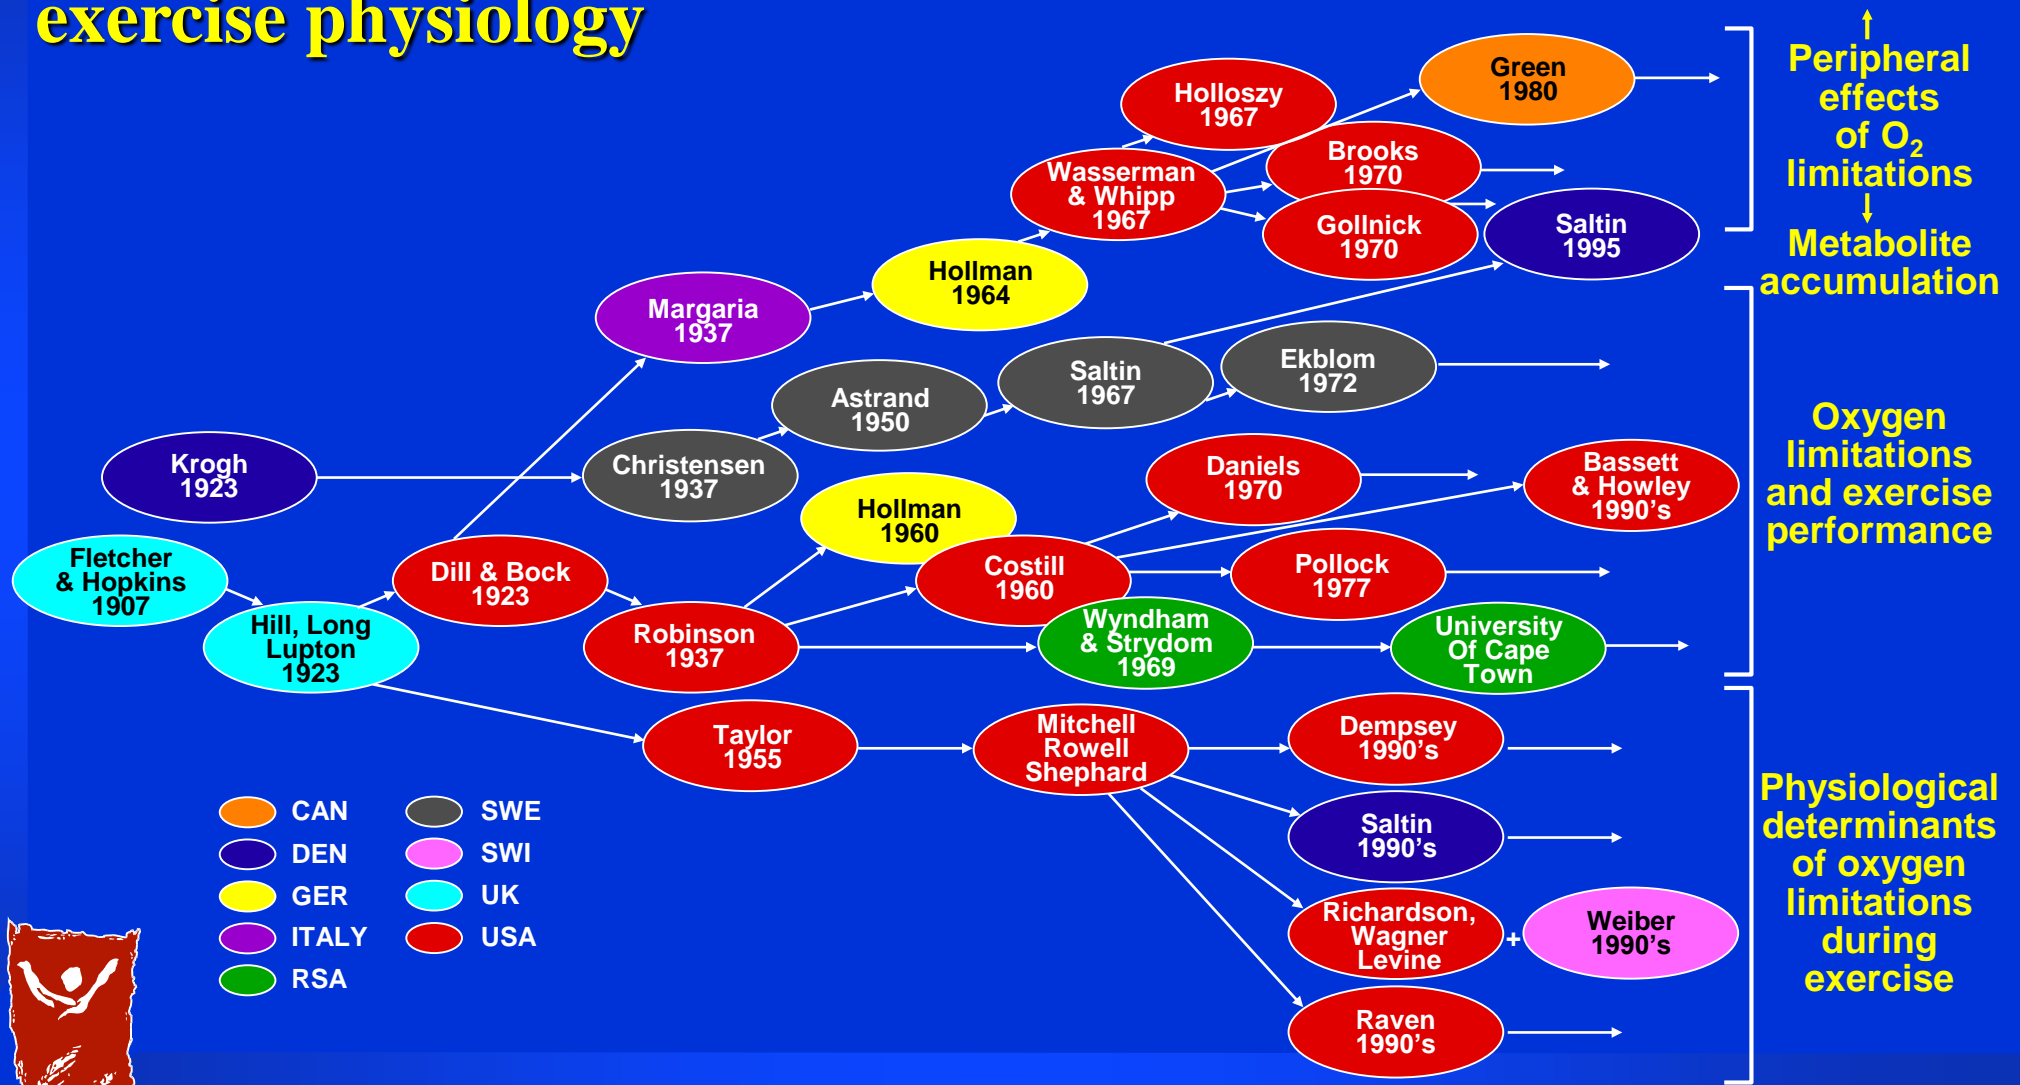 exercise physiology
Green
1980
Holloszy
1967
Brooks
1970
Wasserman
& Whipp
1967
Gollnick
1970
Saltin
1995
Hollman
1964
Margaria
1937
Ekblom
1972
Saltin
1967
Astrand
1950
Krogh
1923
Christensen
1937
Daniels
1970
Bassett
& Howley
1990's
Hollman
1960
Fletcher
& Hopkins
1907
Dill & Bock
1923
Costill
1960
Pollock
1977
Hill, Long
Lupton
1923
Robinson
1937
Wyndham
& Strydom
1969
University
Of Cape
Town
Taylor
1955
Mitchell
Rowell
Shephard
Dempsey
1990's
Saltin
1990's
Richardson,
Wagner
Levine
+
Weiber
1990's
Raven
1990's
Peripheral
effects
of O₂
limitations
Metabolite
accumulation
Oxygen
limitations
and exercise
performance
Physiological
determinants
of oxygen
limitations
during
exercise
CAN
DEN
GER
ITALY
RSA
SWE
SWI
UK
USA